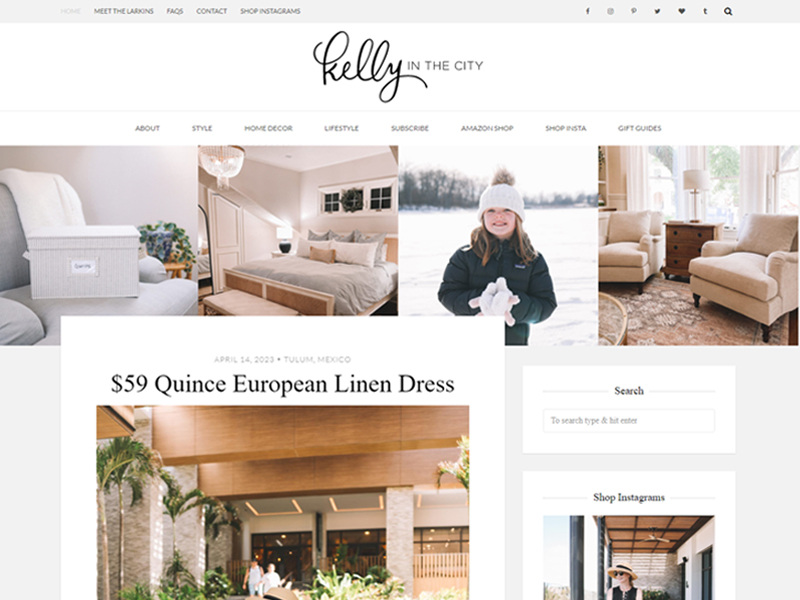 HOME MEET THE LARKINS FAQS CONTACT SHOP INSTAGRAMS
kelly IN THE CITY
ABOUT STYLE HOME DECOR LIFESTYLE SUBSCRIBE AMAZON SHOP SHOP INSTA GIFT GUIDES
APRIL 14, 2023 • TULUM, MEXICO
$59 Quince European Linen Dress
Search
To search type & hit enter
Shop Instagrams